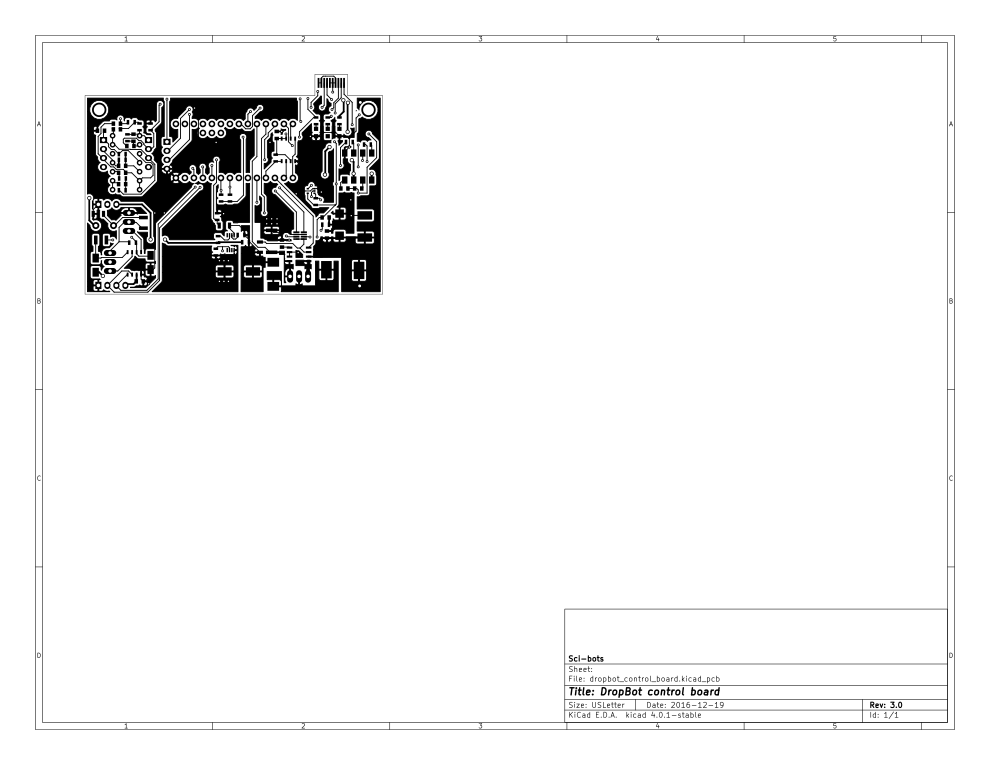 1 2 3 4 5
A A
B B
C C
D D
Sci-bots
Sheet:
File: dropbot_control_board.kicad_pcb
Title: DropBot control board
Size: USLetter Date: 2016-12-19 Rev: 3.0
KiCad E.D.A. kicad 4.0.1-stable Id: 1/1
1 2 3 4 5